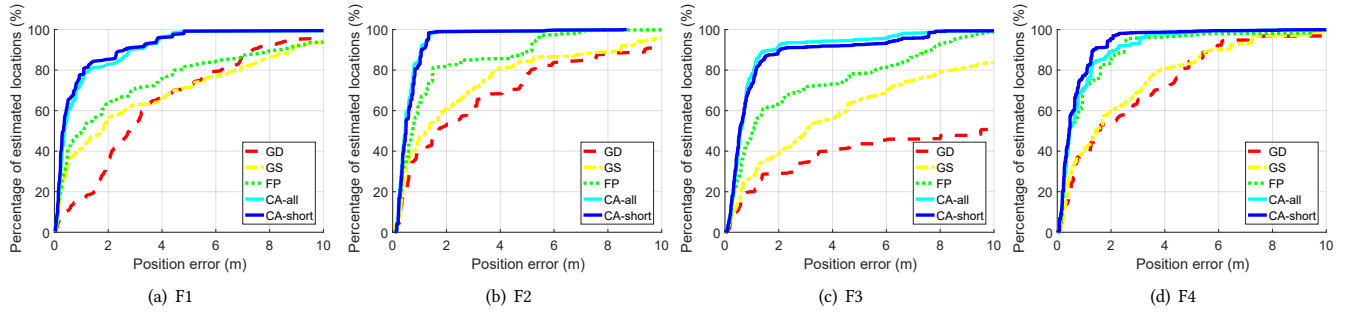 Percentage of estimated locations (%)
100
80
60
40
20
0
GD
GS
FP
CA-all
CA-short
0 2 4 6 8 10
Position error (m)
(a) F1
Percentage of estimated locations (%)
100
80
60
40
20
0
GD
GS
FP
CA-all
CA-short
0 2 4 6 8 10
Position error (m)
(b) F2
Percentage of estimated locations (%)
100
80
60
40
20
0
GD
GS
FP
CA-all
CA-short
0 2 4 6 8 10
Position error (m)
(c) F3
Percentage of estimated locations (%)
100
80
60
40
20
0
GD
GS
FP
CA-all
CA-short
0 2 4 6 8 10
Position error (m)
(d) F4